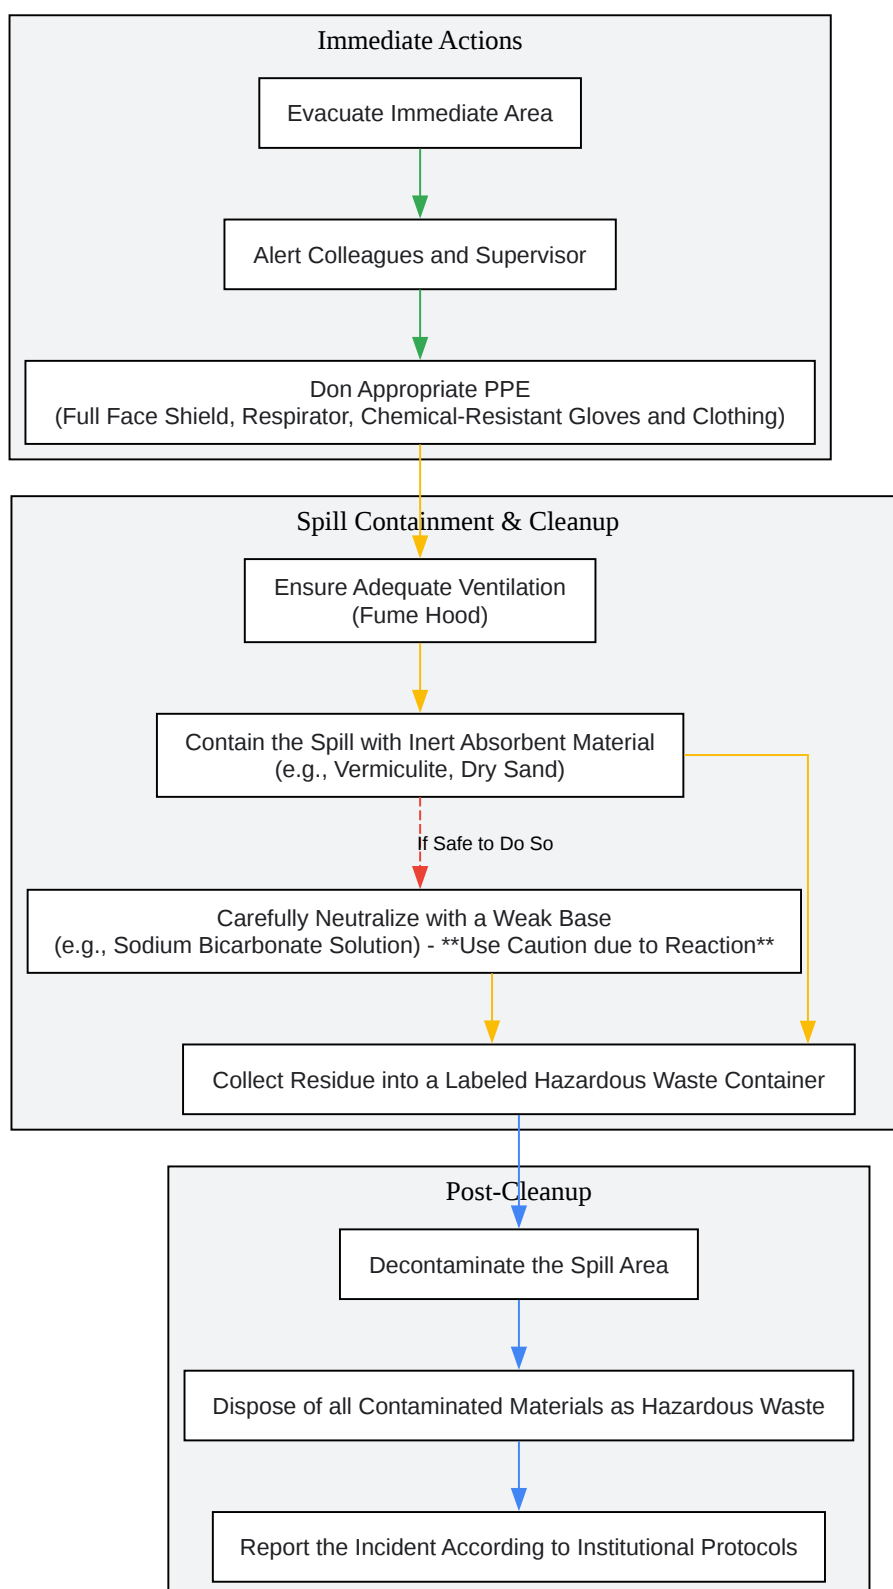 Immediate Actions
Evacuate Immediate Area
Alert Colleagues and Supervisor
Don Appropriate PPE
(Full Face Shield, Respirator, Chemical-Resistant Gloves and Clothing)
Spill Containment & Cleanup
Ensure Adequate Ventilation
(Fume Hood)
Contain the Spill with Inert Absorbent Material
(e.g., Vermiculite, Dry Sand)
If Safe to Do So
Carefully Neutralize with a Weak Base
(e.g., Sodium Bicarbonate Solution) - **Use Caution due to Reaction**
Collect Residue into a Labeled Hazardous Waste Container
Post-Cleanup
Decontaminate the Spill Area
Dispose of all Contaminated Materials as Hazardous Waste
Report the Incident According to Institutional Protocols